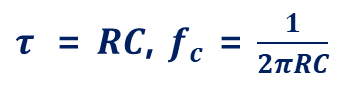 τ = RC, f_c = 1/(2πRC)